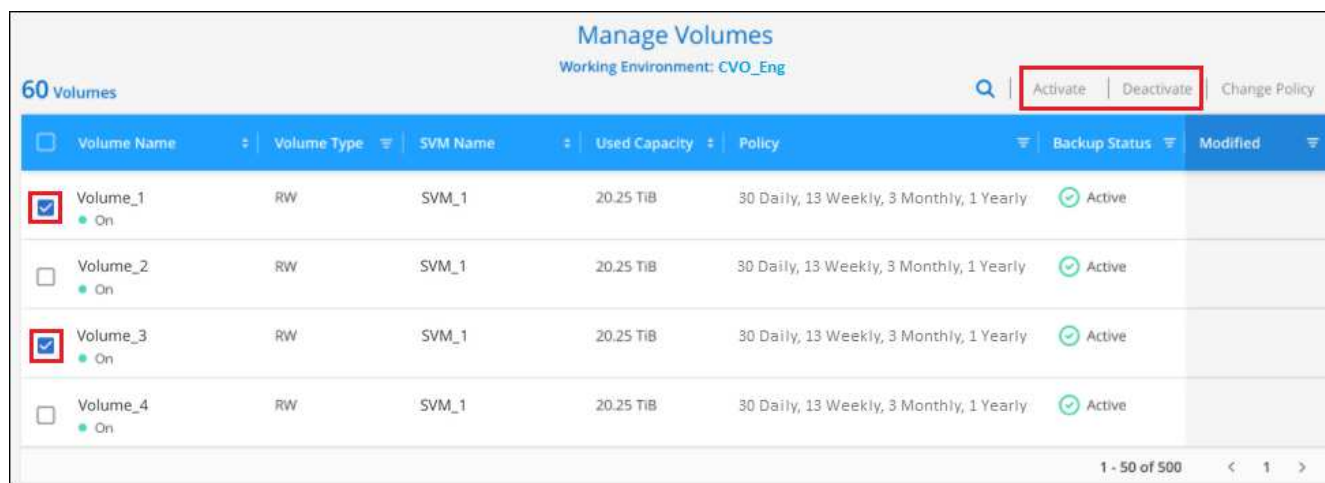 Manage Volumes
Working Environment: CVO_Eng
60 Volumes
Activate | Deactivate | Change Policy
Volume Name Volume Type SVM Name Used Capacity Policy Backup Status Modified
Volume_1 RW SVM_1 20.25 TiB 30 Daily, 13 Weekly, 3 Monthly, 1 Yearly Active
On
Volume_2 RW SVM_1 20.25 TiB 30 Daily, 13 Weekly, 3 Monthly, 1 Yearly Active
On
Volume_3 RW SVM_1 20.25 TiB 30 Daily, 13 Weekly, 3 Monthly, 1 Yearly Active
On
Volume_4 RW SVM_1 20.25 TiB 30 Daily, 13 Weekly, 3 Monthly, 1 Yearly Active
On
1 - 50 of 500 < 1 >